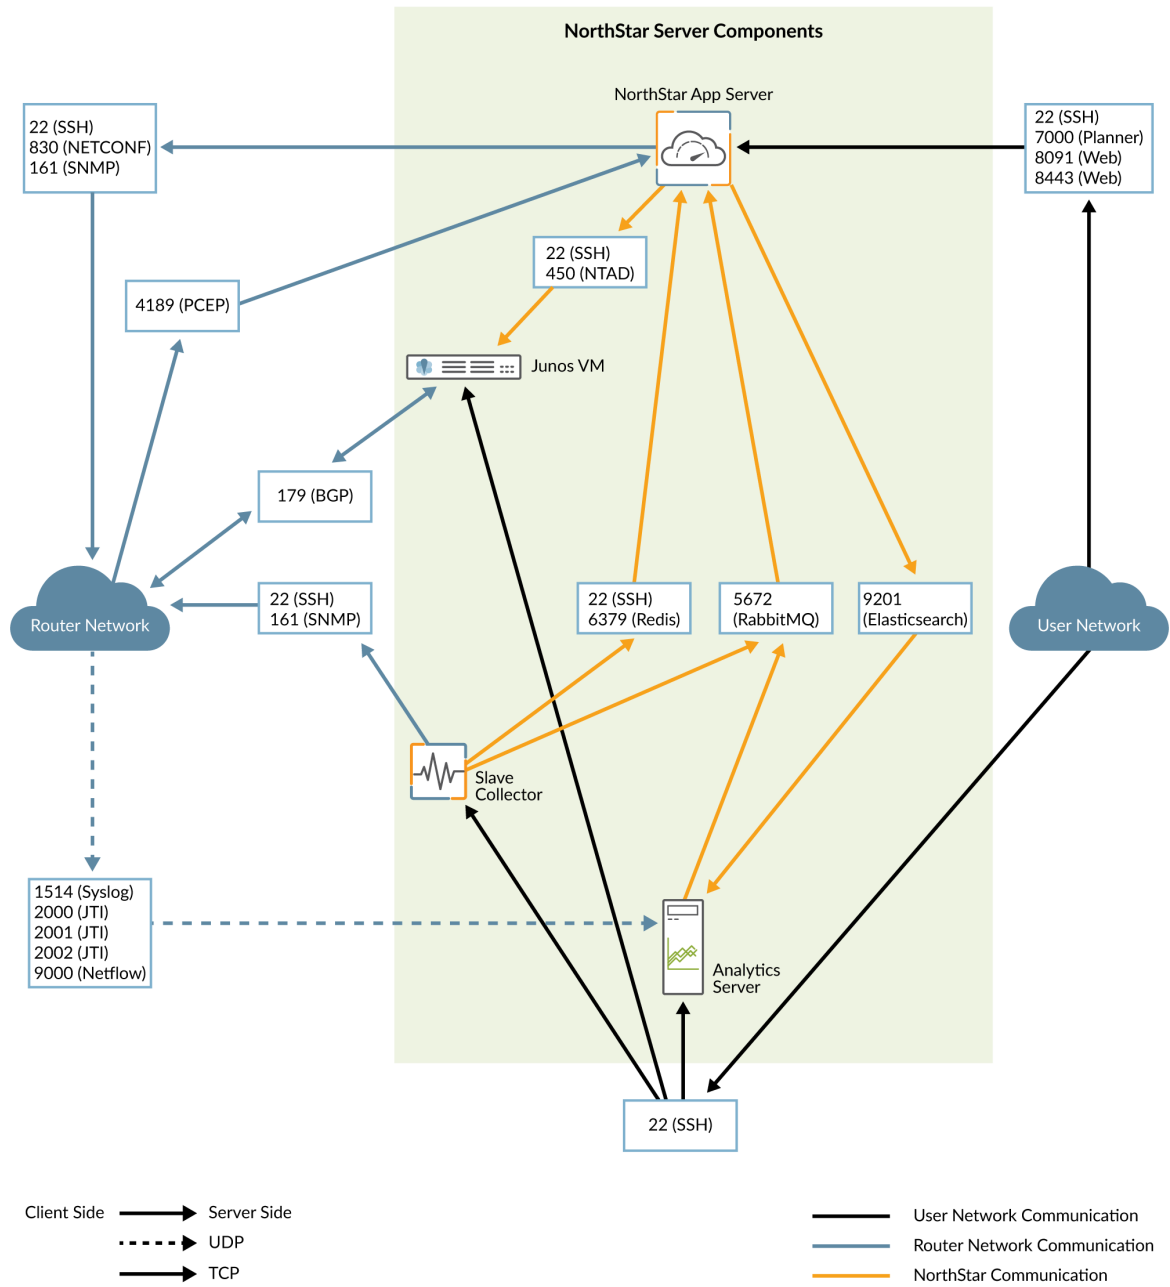 NorthStar Server Components
NorthStar App Server
22 (SSH)
830 (NETCONF)
161 (SNMP)
22 (SSH)
7000 (Planner)
8091 (Web)
8443 (Web)
22 (SSH)
450 (NTAD)
4189 (PCEP)
Junos VM
179 (BGP)
22 (SSH)
161 (SNMP)
22 (SSH)
6379 (Redis)
5672
(RabbitMQ)
9201
(Elasticsearch)
Router Network
User Network
Slave
Collector
1514 (Syslog)
2000 (JTI)
2001 (JTI)
2002 (JTI)
9000 (Netflow)
Analytics
Server
22 (SSH)
Client Side
Server Side
UDP
TCP
User Network Communication
Router Network Communication
NorthStar Communication